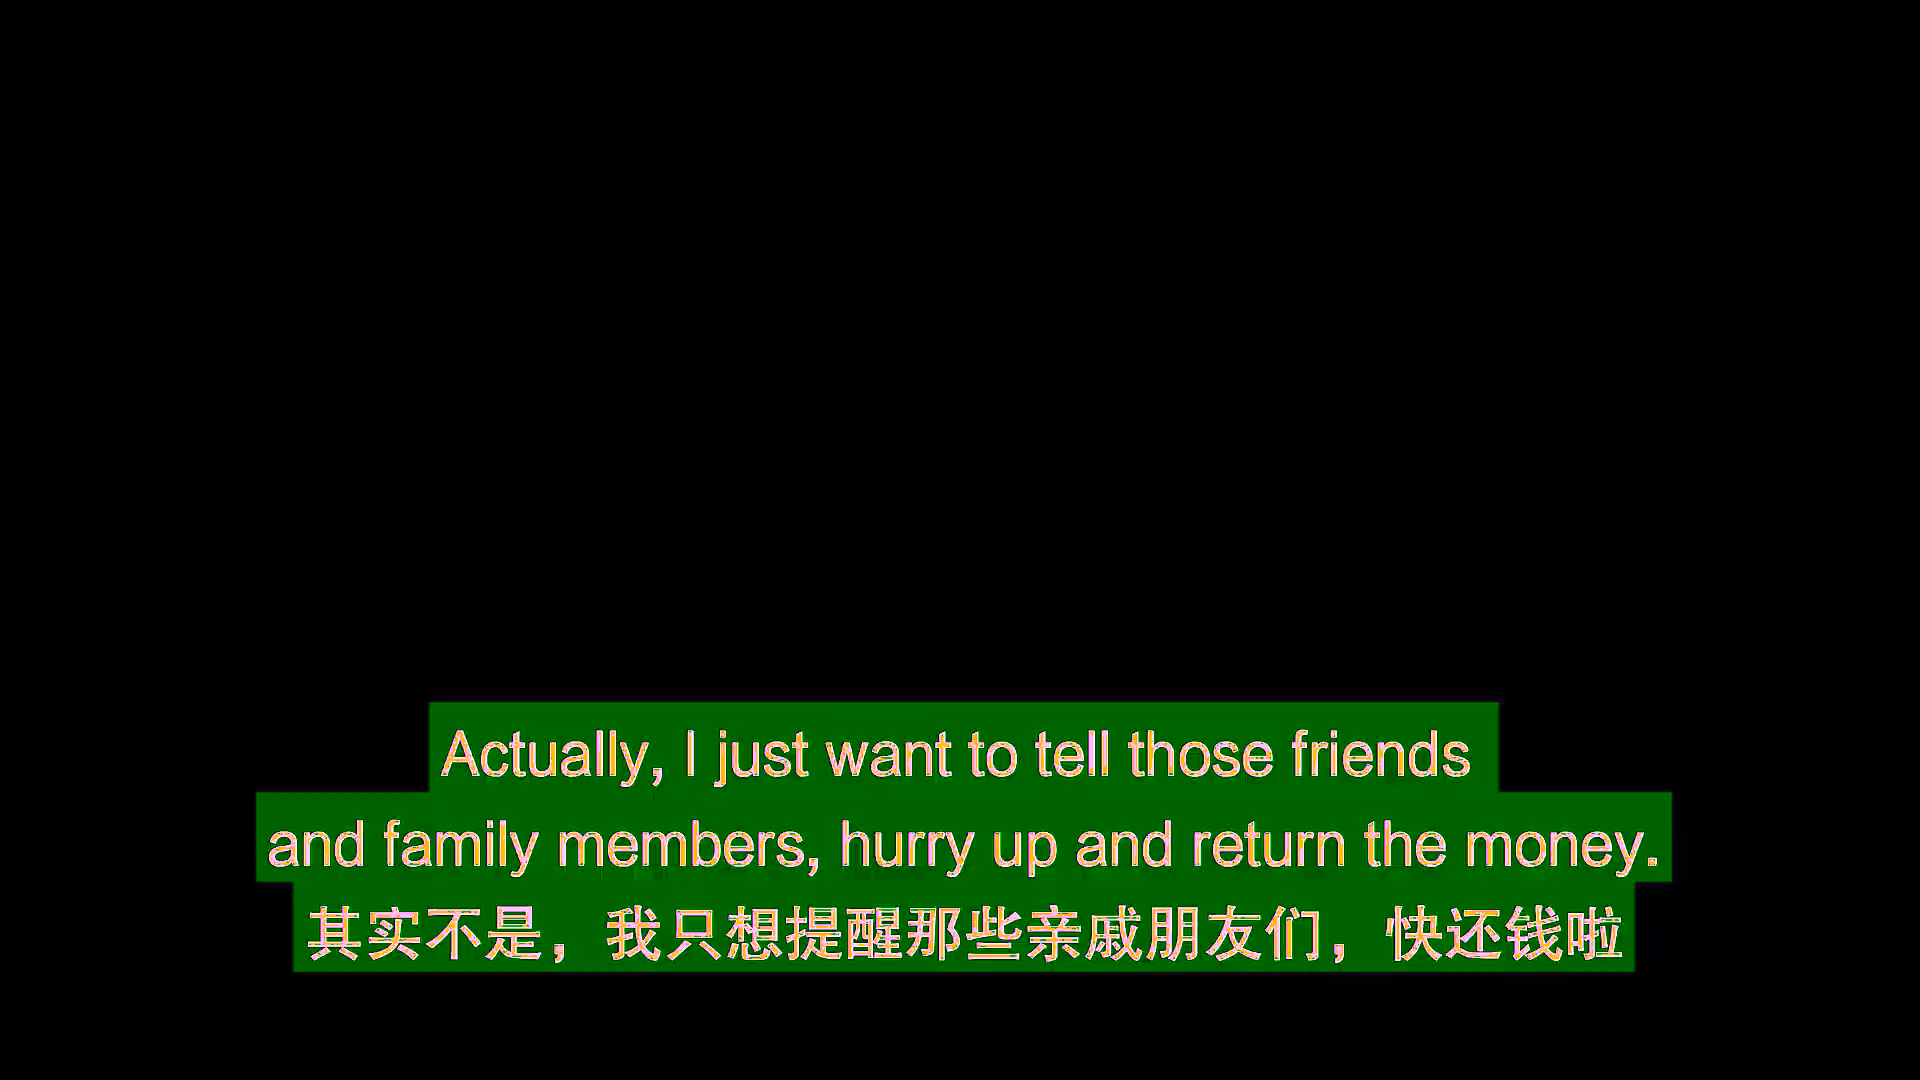 Actually, I just want to tell those friends
and family members, hurry up and return the money.
其实不是，我只想提醒那些亲戚朋友们，快还钱啦